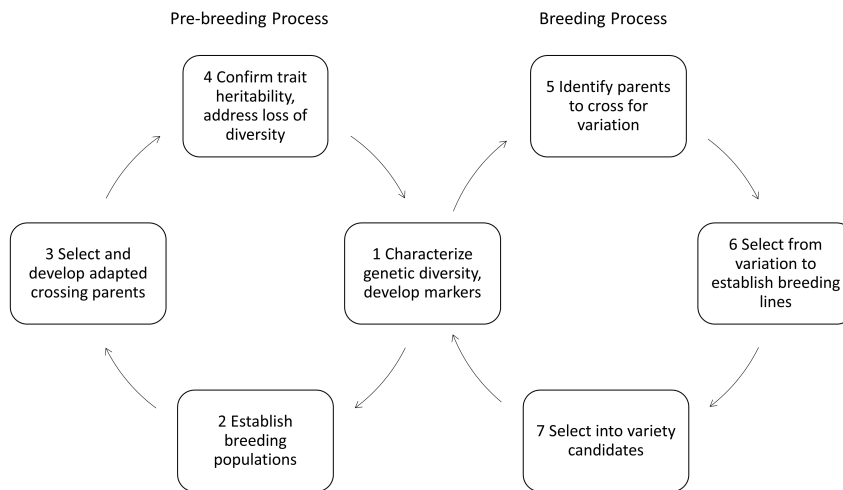 Pre-breeding Process
Breeding Process
4 Confirm trait
heritability,
address loss of
diversity
5 Identify parents
to cross for
variation
3 Select and
develop adapted
crossing parents
1 Characterize
genetic diversity,
develop markers
6 Select from
variation to
establish breeding
lines
2 Establish
breeding
populations
7 Select into variety
candidates